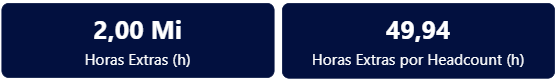 2,00 Mi
Horas Extras (h)
49,94
Horas Extras por Headcount (h)